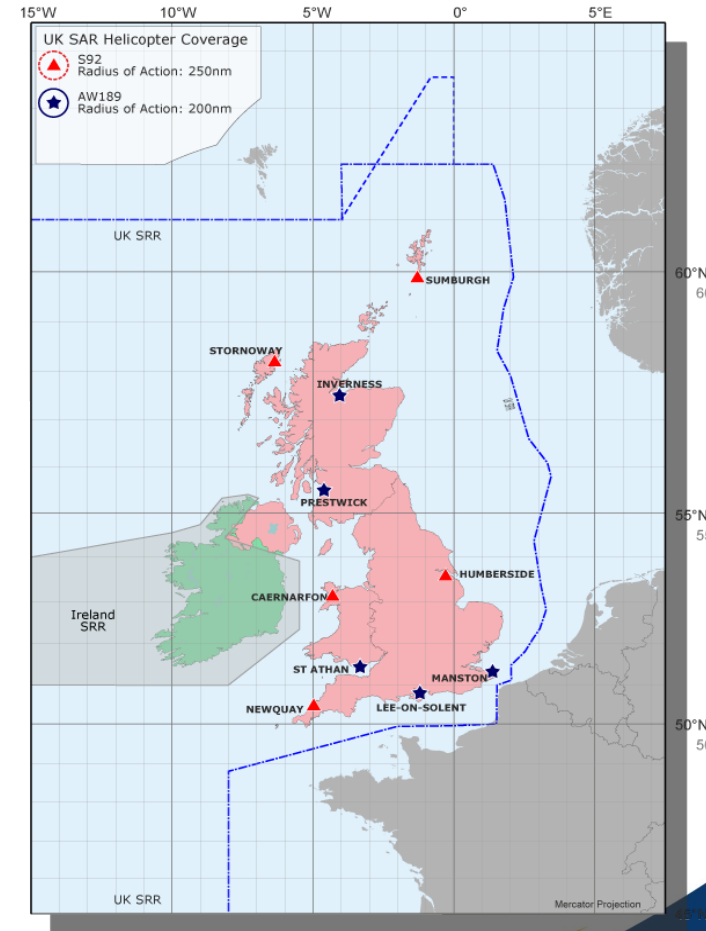 15°W
10°W
5°W
0°
5°E
UK SAR Helicopter Coverage
S92
Radius of Action: 250nm
AW189
Radius of Action: 200nm
UK SRR
60°N
SUMBURGH
STORNOWAY
INVERNESS
PRESTWICK
55°N
HUMBERSIDE
CAERNARFON
Ireland
SRR
ST ATHAN
MANSTON
LEE-ON-SOLENT
NEWQUAY
50°N
UK SRR
Mercator Projection